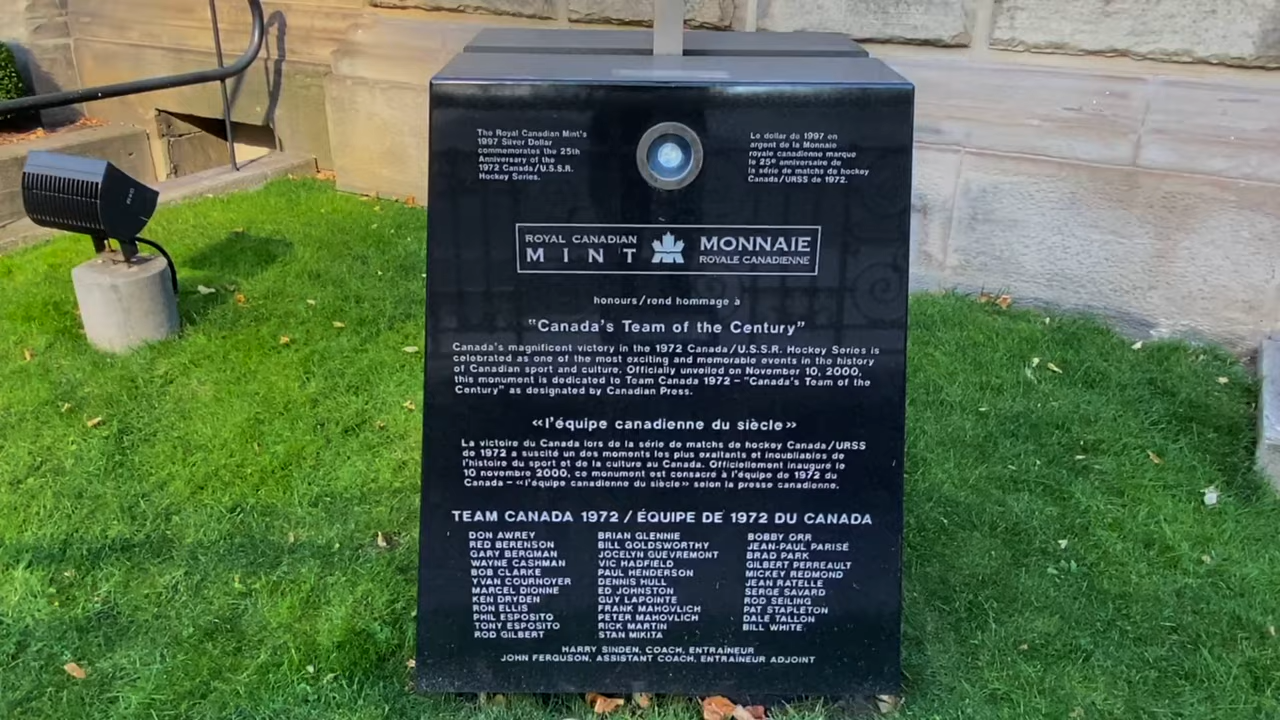 The Royal Canadian Mint's
1997 Silver Dollar
commemorates the 25th
Anniversary of the
1972 Canada/U.S.S.R.
Hockey Series.
Le dollar de 1997 en
argent de la Monnaie
royale canadienne marque
le 25e anniversaire de
la série de matchs de hockey
Canada/URSS de 1972.
ROYAL CANADIAN
MINT
MONNAIE
ROYALE CANADIENNE
honours/rend hommage à
"Canada's Team of the Century"
Canada's magnificent victory in the 1972 Canada/U.S.S.R. Hockey Series is
celebrated as one of the most exciting and memorable events in the history
of Canadian sport and culture. Officially unveiled on November 10, 2000,
this monument is dedicated to Team Canada 1972 – "Canada's Team of the
Century" as designated by Canadian Press.
«l'équipe canadienne du siècle»
La victoire du Canada lors de la série de matchs de hockey Canada/URSS
de 1972 a suscité un des moments les plus exaltants et inoubliables de
l'histoire du sport et de la culture au Canada. Officiellement inauguré le
10 novembre 2000, ce monument est consacré à l'équipe de 1972 du
Canada – «l'équipe canadienne du siècle» selon la presse canadienne.
TEAM CANADA 1972 / ÉQUIPE DE 1972 DU CANADA
DON AWREY
RED BERENSON
GARY BERGMAN
WAYNE CASHMAN
BOB CLARKE
YVAN COURNOYER
MARCEL DIONNE
KEN DRYDEN
RON ELLIS
PHIL ESPOSITO
TONY ESPOSITO
ROD GILBERT
BRIAN GLENNIE
BILL GOLDSWORTHY
JOCELYN GUEVREMONT
VIC HADFIELD
PAUL HENDERSON
DENNIS HULL
ED JOHNSTON
GUY LAPOINTE
FRANK MAHOVLICH
PETER MAHOVLICH
RICK MARTIN
STAN MIKITA
BOBBY ORR
JEAN-PAUL PARISÉ
BRAD PARK
GILBERT PERREAULT
MICKEY REDMOND
JEAN RATELLE
SERGE SAVARD
ROD SEILING
PAT STAPLETON
DALE TALLON
BILL WHITE
HARRY SINDEN, COACH, ENTRAÎNEUR
JOHN FERGUSON, ASSISTANT COACH, ENTRAÎNEUR ADJOINT